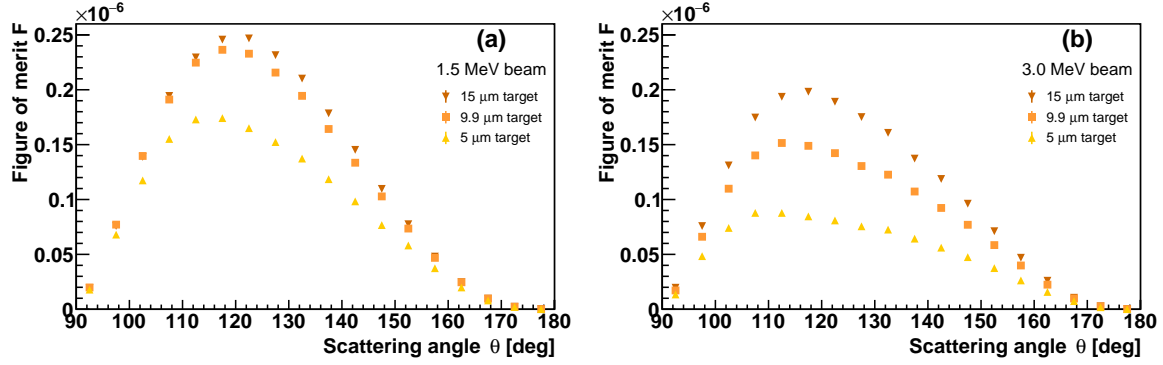 ×10⁻⁶
Figure of merit F
0.25
0.2
0.15
0.1
0.05
0
(a)
1.5 MeV beam
15 μm target
9.9 μm target
5 μm target
90 100 110 120 130 140 150 160 170 180
Scattering angle θ [deg]
×10⁻⁶
Figure of merit F
0.25
0.2
0.15
0.1
0.05
0
(b)
3.0 MeV beam
15 μm target
9.9 μm target
5 μm target
90 100 110 120 130 140 150 160 170 180
Scattering angle θ [deg]